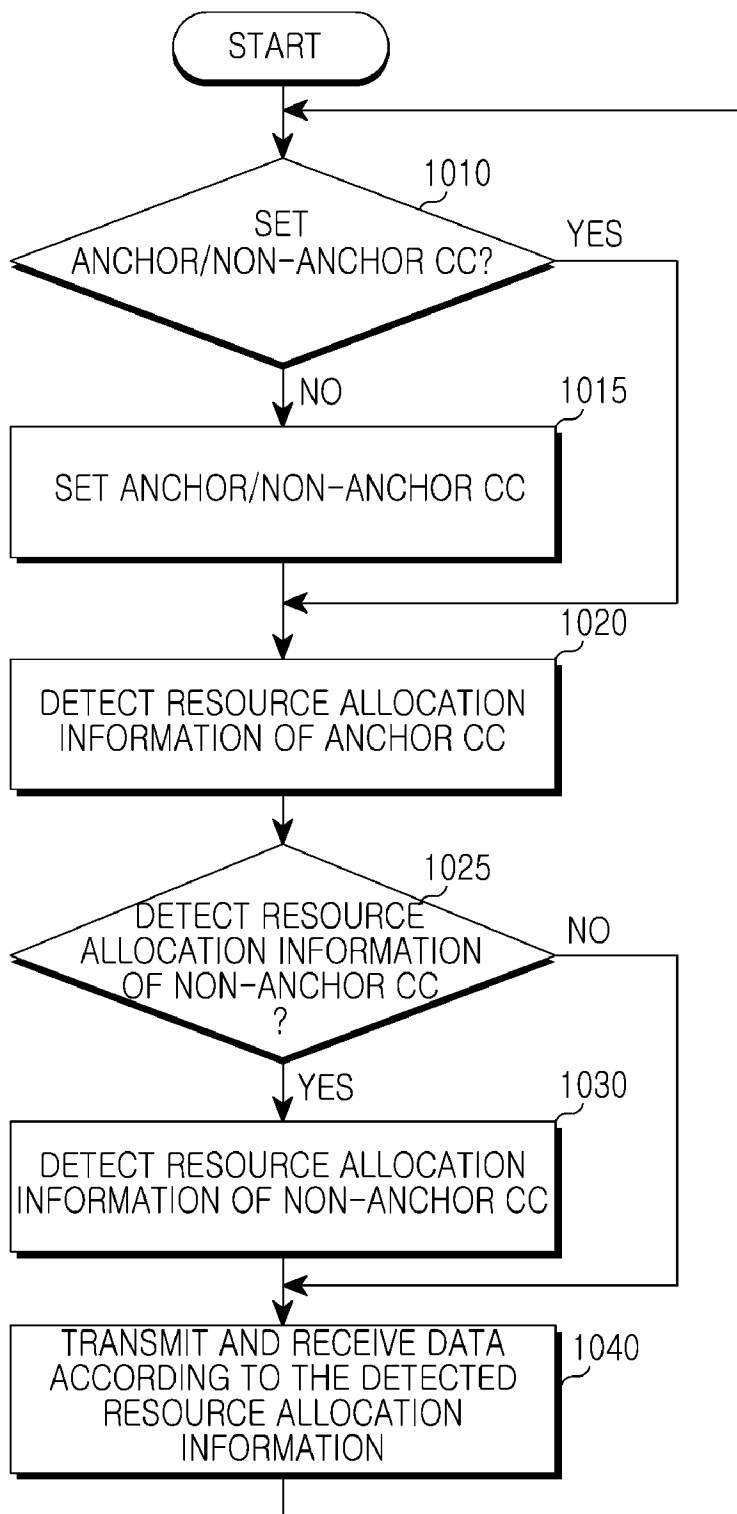 START
1010
SET
ANCHOR/NON-ANCHOR CC?
YES
NO
1015
SET ANCHOR/NON-ANCHOR CC
1020
DETECT RESOURCE ALLOCATION
INFORMATION OF ANCHOR CC
1025
DETECT RESOURCE
ALLOCATION INFORMATION
OF NON-ANCHOR CC
?
NO
YES
1030
DETECT RESOURCE ALLOCATION
INFORMATION OF NON-ANCHOR CC
TRANSMIT AND RECEIVE DATA
ACCORDING TO THE DETECTED
RESOURCE ALLOCATION
INFORMATION
1040